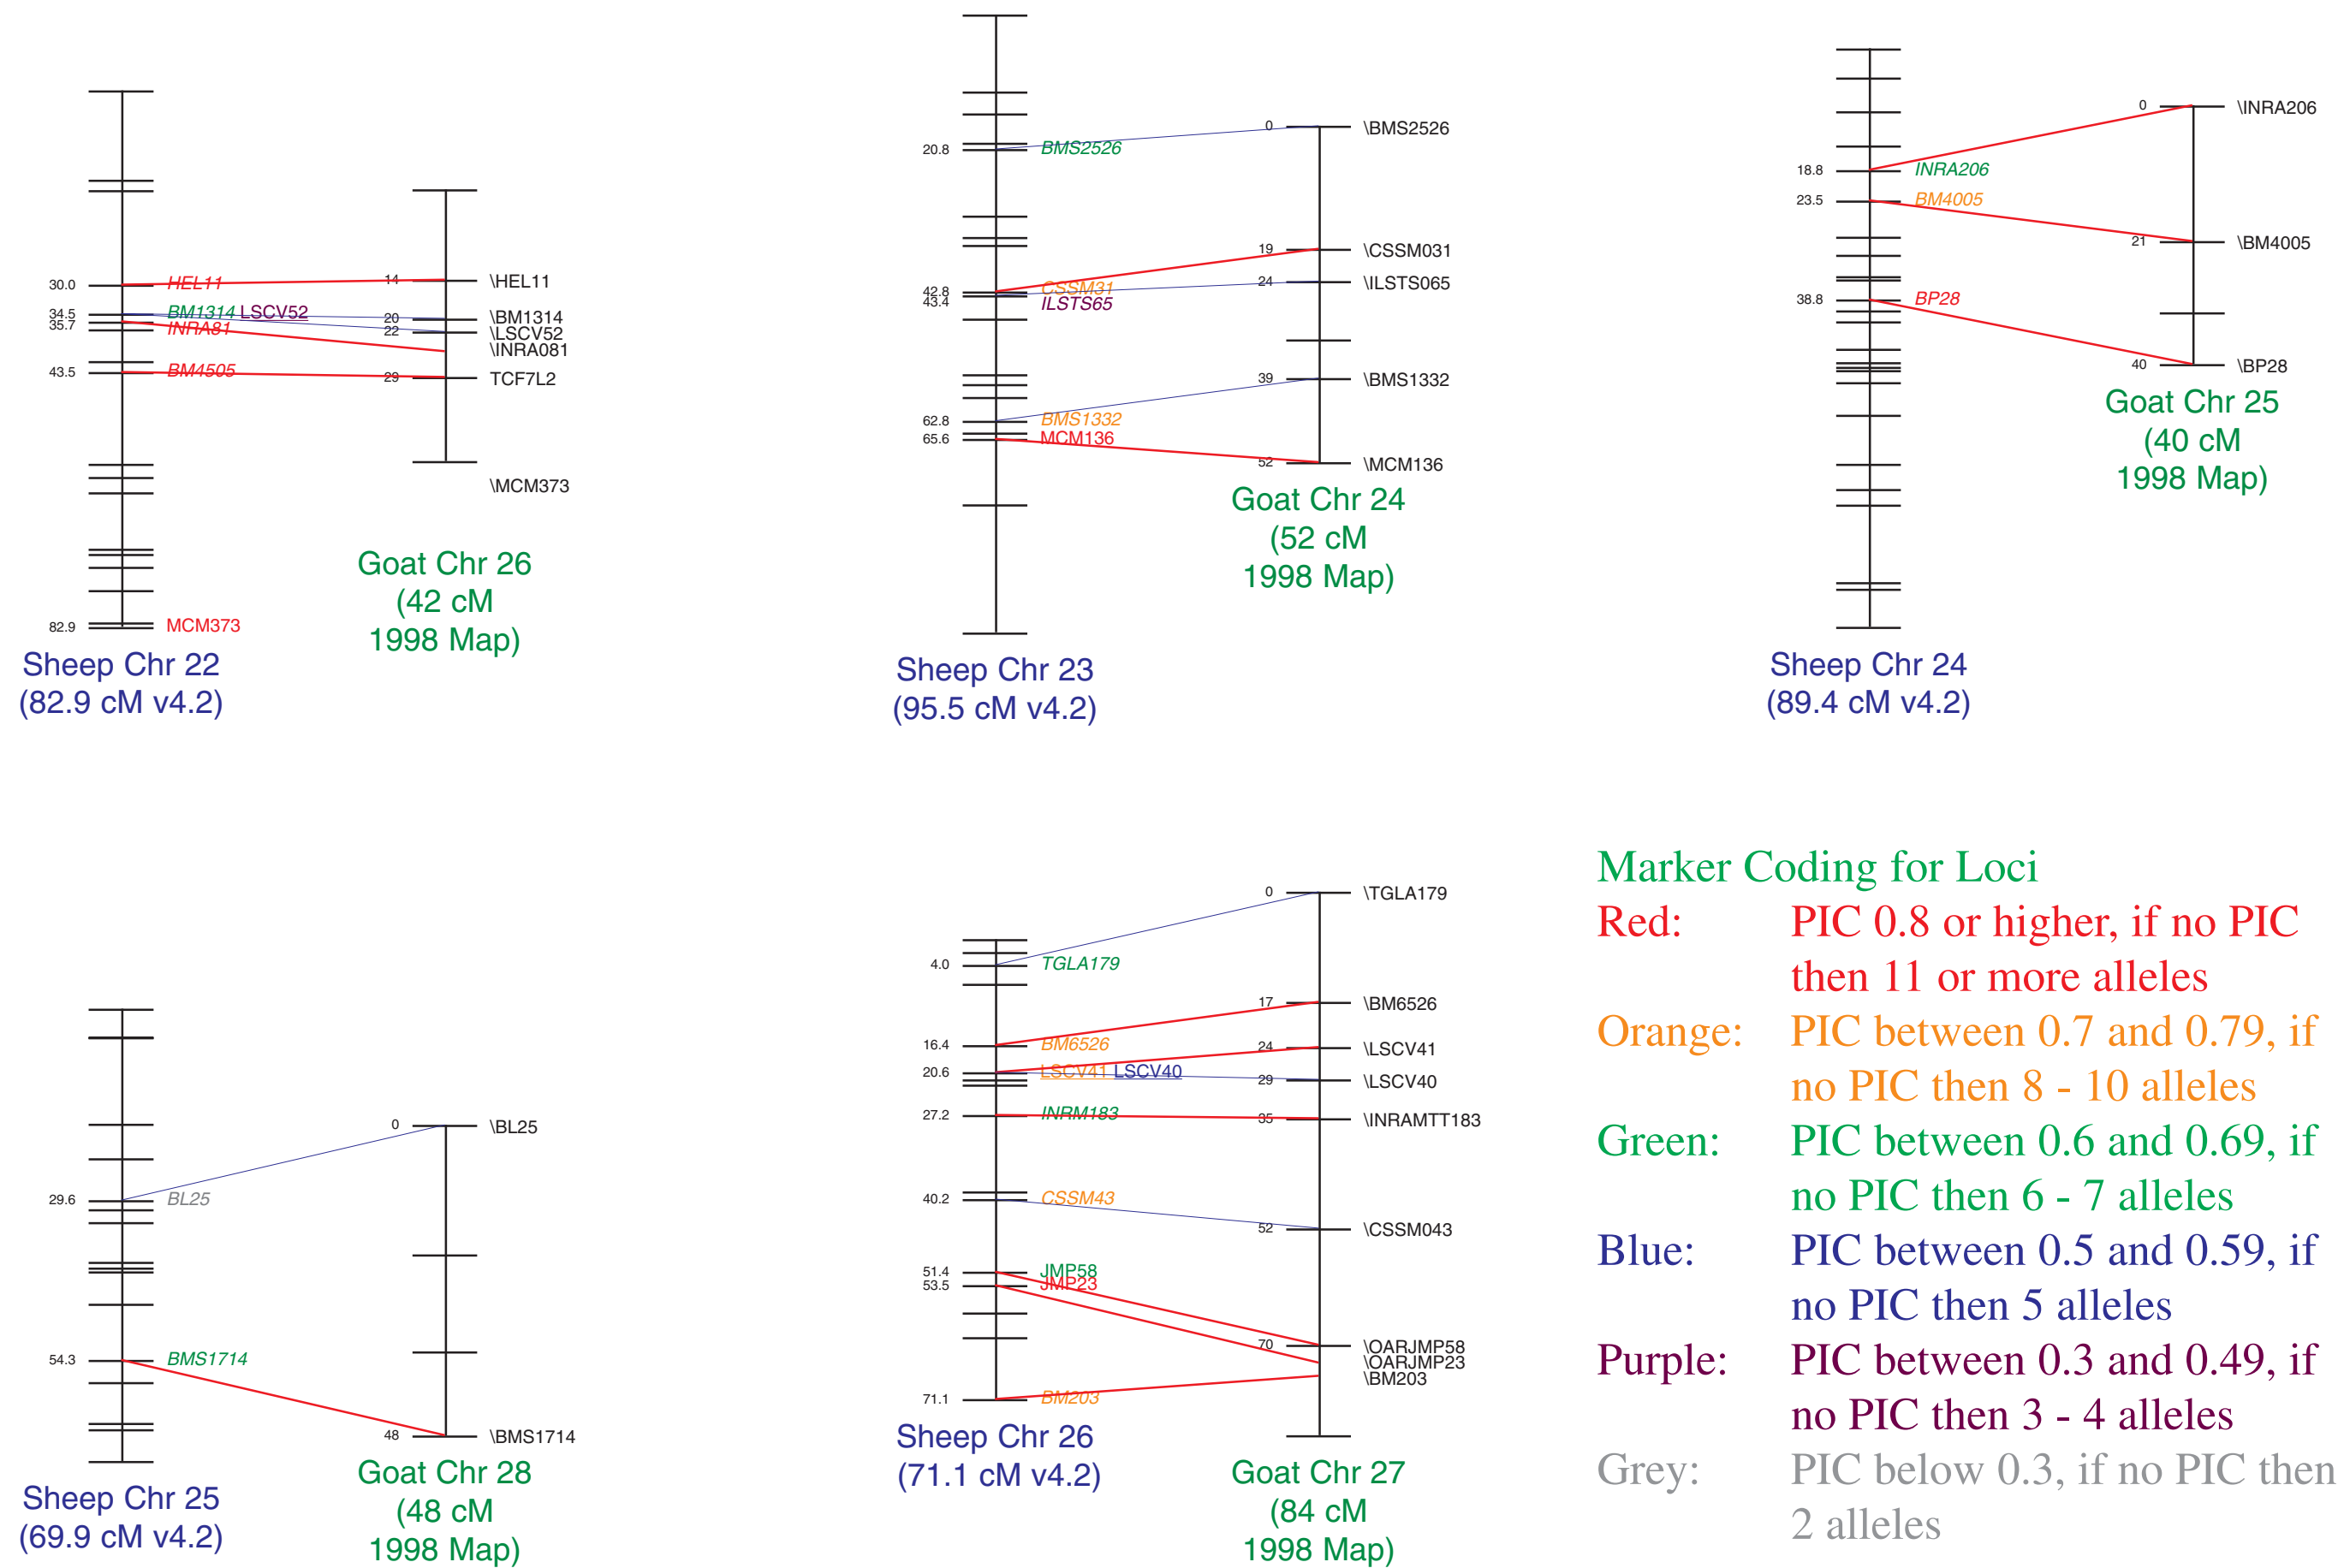 30.0
HEL11
34.5
BM1314 LSCV52
35.7
INRA81
43.5
BM4505
82.9
MCM373
Sheep Chr 22
(82.9 cM v4.2)
14
\HEL11
20
\BM1314
22
\LSCV52
\INRA081
29
TCF7L2
\MCM373
Goat Chr 26
(42 cM
1998 Map)
20.8
BMS2526
42.8
CSSM31
43.4
ILSTS65
62.8
BMS1332
65.6
MCM136
Sheep Chr 23
(95.5 cM v4.2)
0
\BMS2526
19
\CSSM031
24
\ILSTS065
39
\BMS1332
52
\MCM136
Goat Chr 24
(52 cM
1998 Map)
18.8
INRA206
23.5
BM4005
38.8
BP28
Sheep Chr 24
(89.4 cM v4.2)
0
\INRA206
21
\BM4005
40
\BP28
Goat Chr 25
(40 cM
1998 Map)
29.6
BL25
54.3
BMS1714
Sheep Chr 25
(69.9 cM v4.2)
0
\BL25
48
\BMS1714
Goat Chr 28
(48 cM
1998 Map)
4.0
TGLA179
16.4
BM6526
20.6
LSCV41 LSCV40
27.2
INRM183
40.2
CSSM43
51.4
JMP58
53.5
JMP23
71.1
BM203
Sheep Chr 26
(71.1 cM v4.2)
0
\TGLA179
17
\BM6526
24
\LSCV41
29
\LSCV40
35
\INRAMTT183
52
\CSSM043
70
\OARJMP58
\OARJMP23
\BM203
Goat Chr 27
(84 cM
1998 Map)
Marker Coding for Loci
Red: PIC 0.8 or higher, if no PIC
then 11 or more alleles
Orange: PIC between 0.7 and 0.79, if
no PIC then 8 - 10 alleles
Green: PIC between 0.6 and 0.69, if
no PIC then 6 - 7 alleles
Blue: PIC between 0.5 and 0.59, if
no PIC then 5 alleles
Purple: PIC between 0.3 and 0.49, if
no PIC then 3 - 4 alleles
Grey: PIC below 0.3, if no PIC then
2 alleles